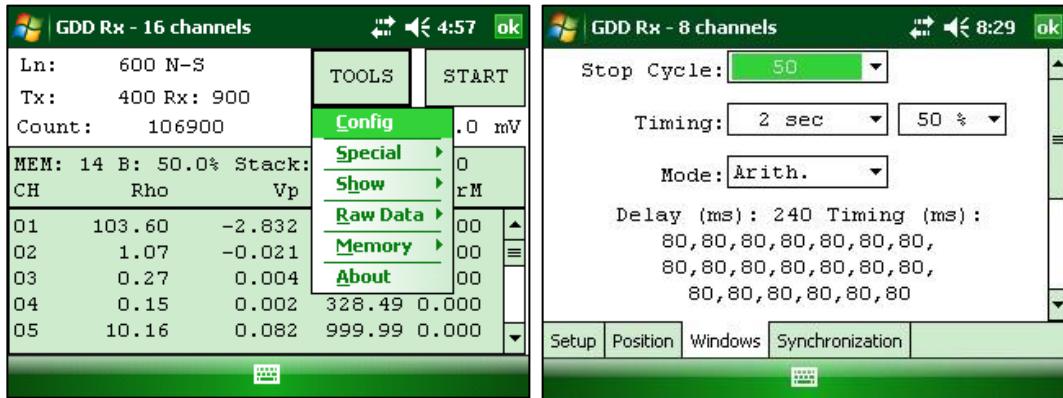 GDD Rx - 16 channels 4:57 ok
Ln: 600 N-S
Tx: 400 Rx: 900
Count: 106900 .0 mV
TOOLS START
Config
Special
Show
Raw Data
Memory
About
MEM: 14 B: 50.0% Stack: 0
CH Rho Vp rM
01 103.60 -2.832 00
02 1.07 -0.021 00
03 0.27 0.004 00
04 0.15 0.002 328.49 0.000
05 10.16 0.082 999.99 0.000
GDD Rx - 8 channels 8:29 ok
Stop Cycle: 50
Timing: 2 sec 50 %
Mode: Arith.
Delay (ms): 240 Timing (ms):
80,80,80,80,80,80,80,
80,80,80,80,80,80,80,
80,80,80,80,80,80
Setup Position Windows Synchronization